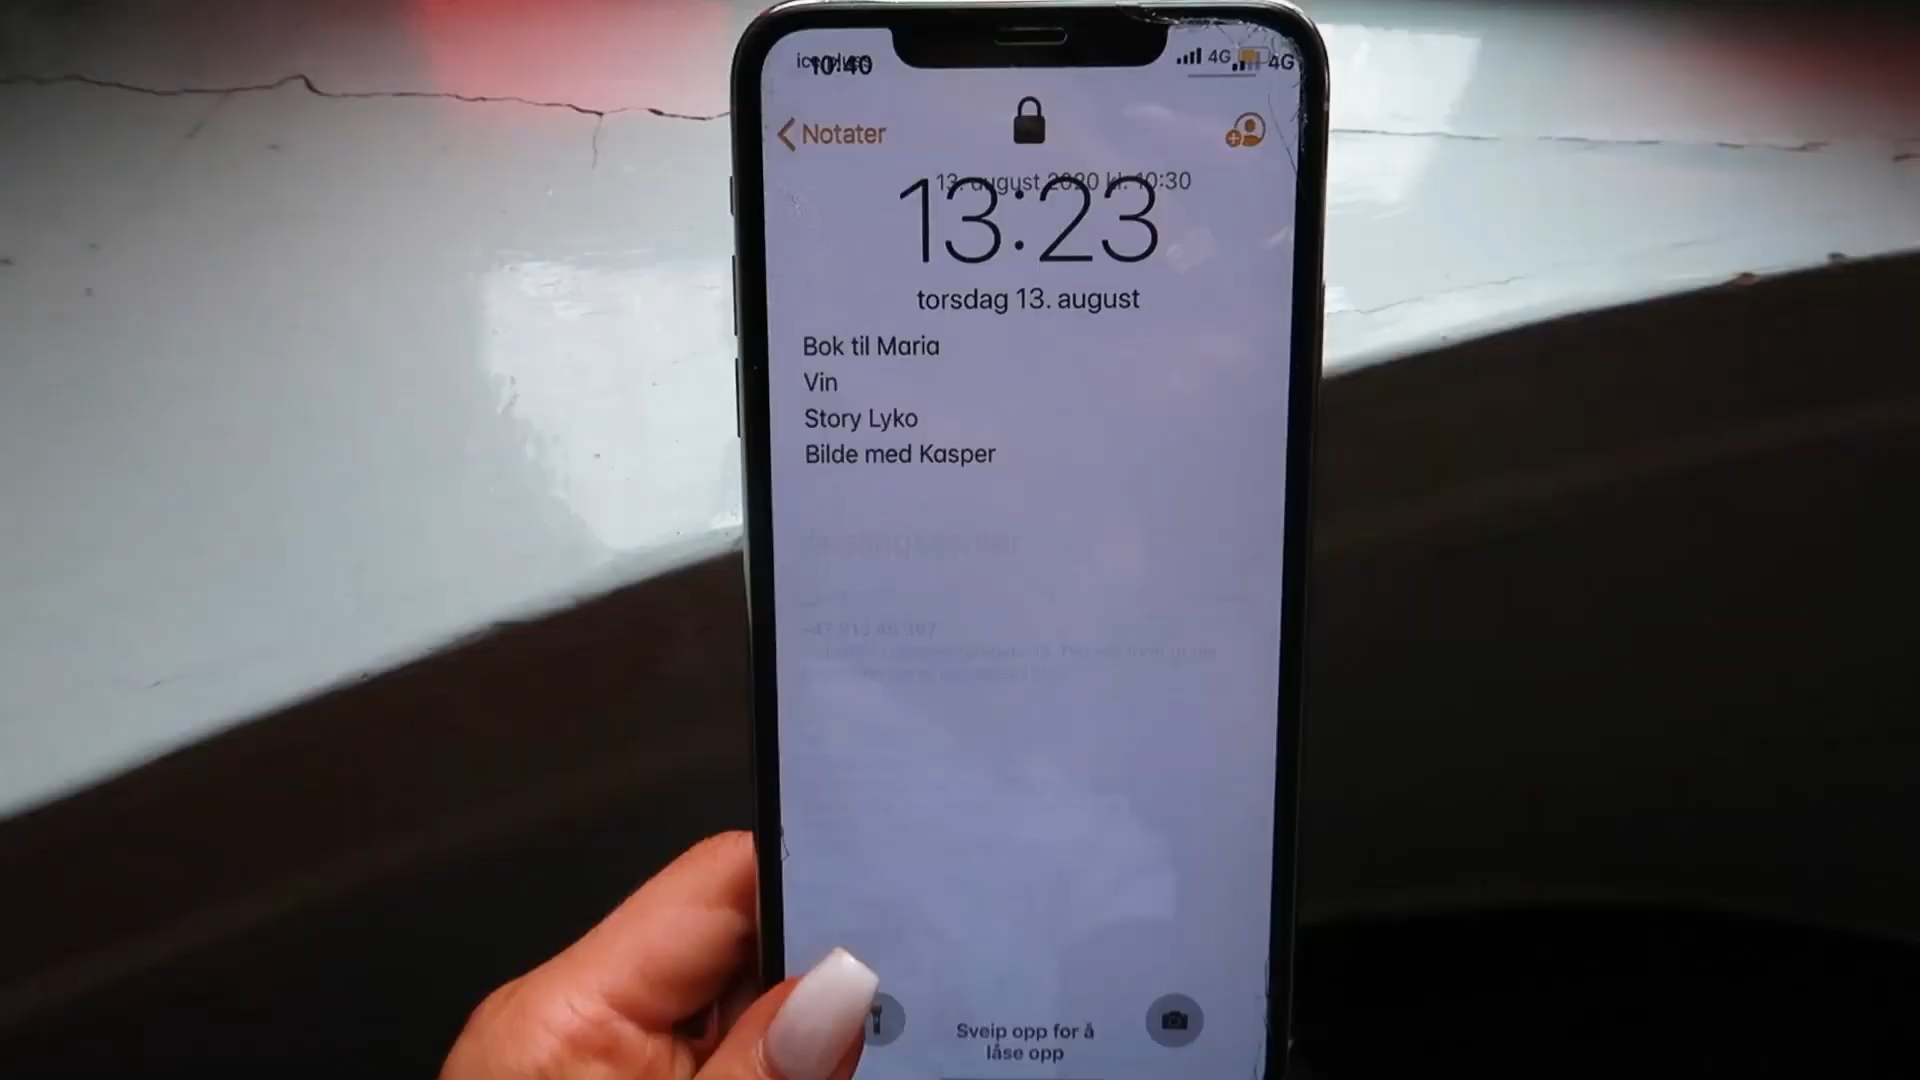 10:40
4G
4G
Notater
13. august 2020 kl. 10:30
13:23
torsdag 13. august
Bok til Maria
Vin
Story Lyko
Bilde med Kasper
Sveip opp for å
låse opp